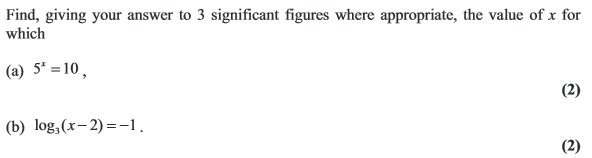 Find, giving your answer to 3 significant figures where appropriate, the value of x for
which
(a) 5ˣ = 10 ,
(2)
(b) log₃(x – 2) = –1 .
(2)